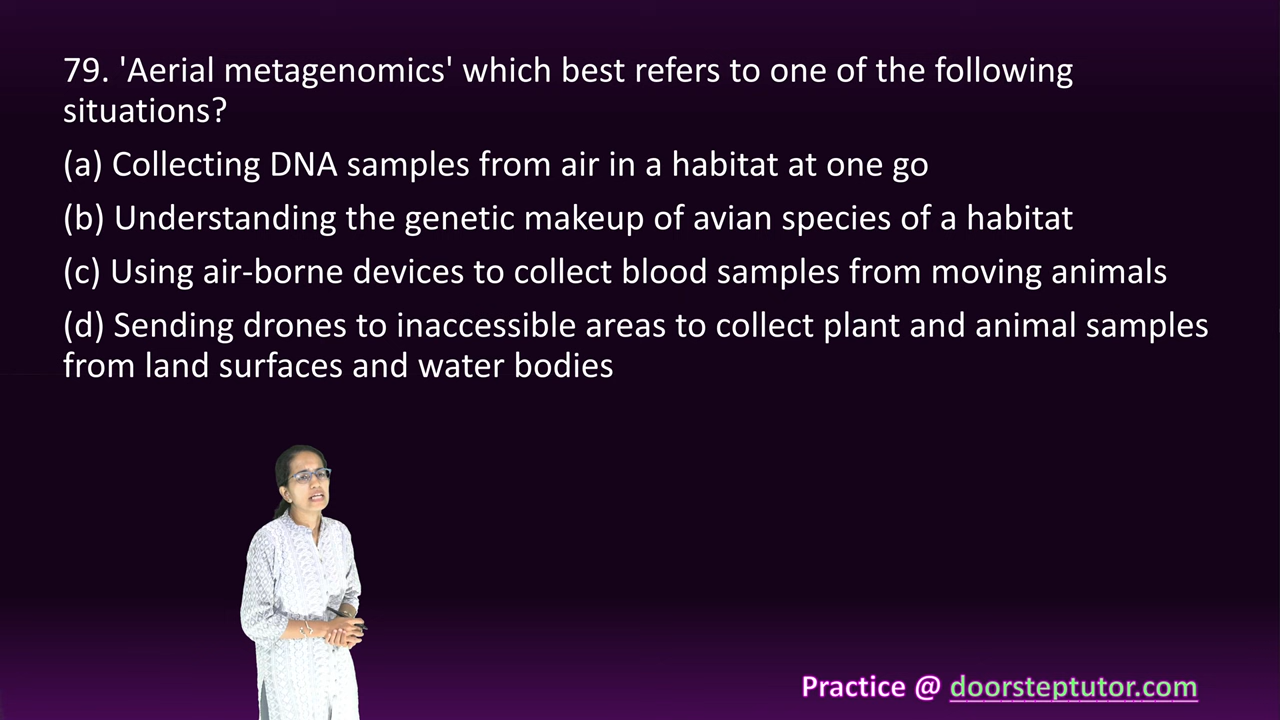 79. 'Aerial metagenomics' which best refers to one of the following
situations?
(a) Collecting DNA samples from air in a habitat at one go
(b) Understanding the genetic makeup of avian species of a habitat
(c) Using air-borne devices to collect blood samples from moving animals
(d) Sending drones to inaccessible areas to collect plant and animal samples
from land surfaces and water bodies
Practice @ doorsteptutor.com